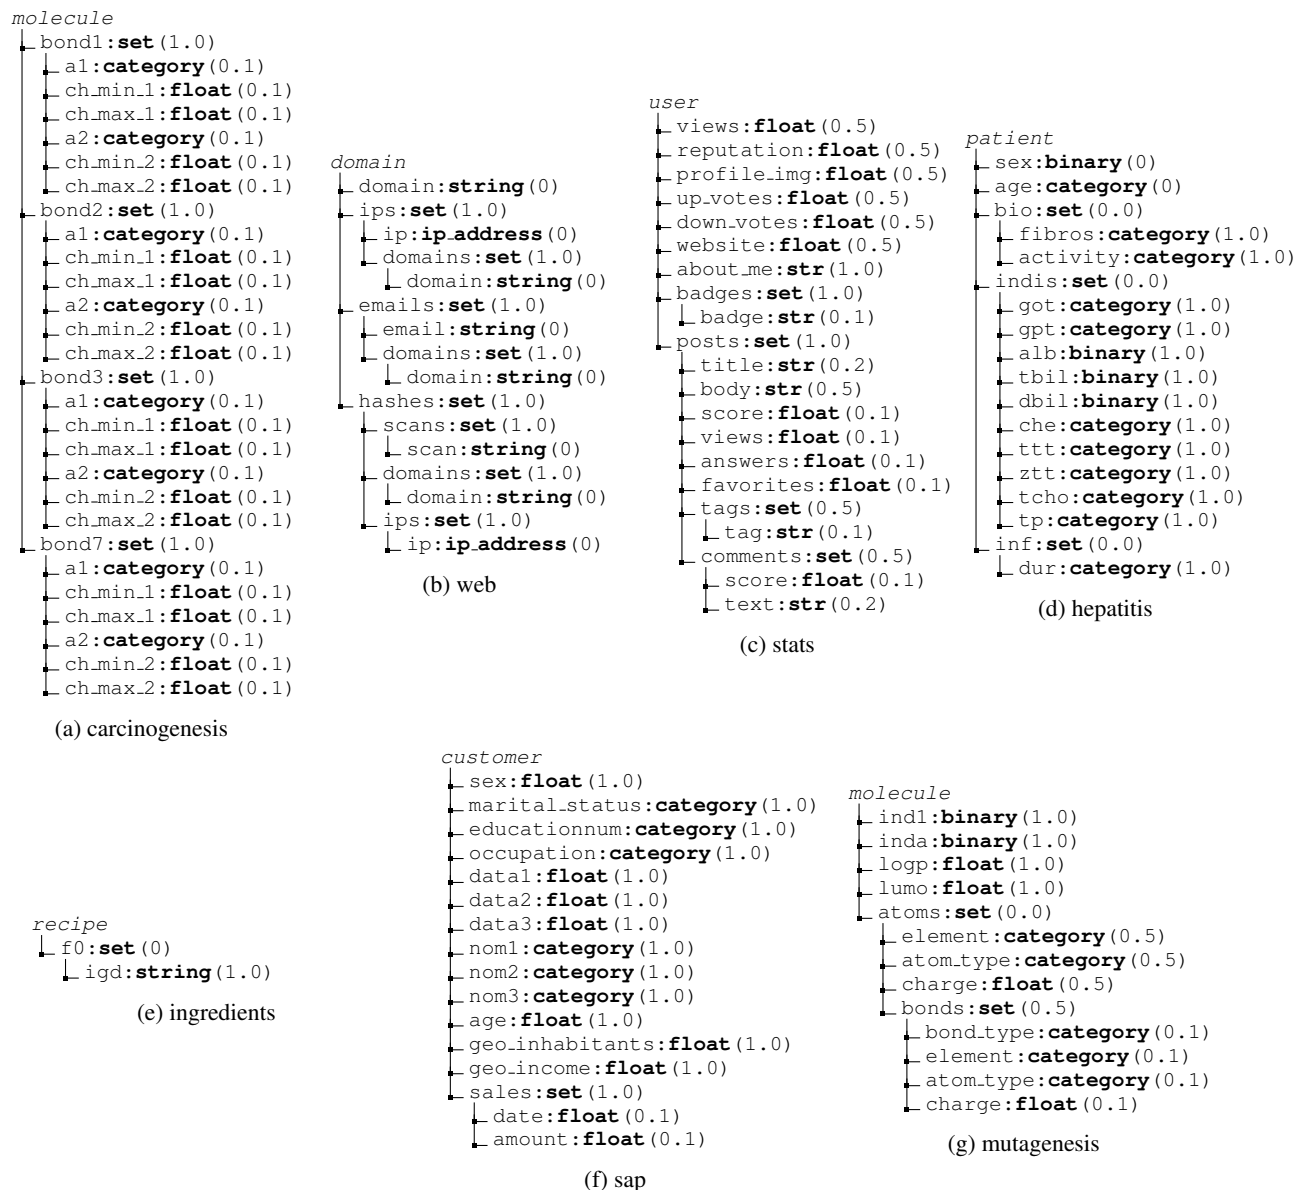 molecule
bond1:set(1.0)
a1:category(0.1)
ch_min_1:float(0.1)
ch_max_1:float(0.1)
a2:category(0.1)
ch_min_2:float(0.1)
ch_max_2:float(0.1)
bond2:set(1.0)
a1:category(0.1)
ch_min_1:float(0.1)
ch_max_1:float(0.1)
a2:category(0.1)
ch_min_2:float(0.1)
ch_max_2:float(0.1)
bond3:set(1.0)
a1:category(0.1)
ch_min_1:float(0.1)
ch_max_1:float(0.1)
a2:category(0.1)
ch_min_2:float(0.1)
ch_max_2:float(0.1)
bond7:set(1.0)
a1:category(0.1)
ch_min_1:float(0.1)
ch_max_1:float(0.1)
a2:category(0.1)
ch_min_2:float(0.1)
ch_max_2:float(0.1)
(a) carcinogenesis
domain
domain:string(0)
ips:set(1.0)
ip:ip_address(0)
domains:set(1.0)
domain:string(0)
emails:set(1.0)
email:string(0)
domains:set(1.0)
domain:string(0)
hashes:set(1.0)
scans:set(1.0)
scan:string(0)
domains:set(1.0)
domain:string(0)
ips:set(1.0)
ip:ip_address(0)
(b) web
user
views:float(0.5)
reputation:float(0.5)
profile_img:float(0.5)
up_votes:float(0.5)
down_votes:float(0.5)
website:float(0.5)
about_me:str(1.0)
badges:set(1.0)
badge:str(0.1)
posts:set(1.0)
title:str(0.2)
body:str(0.5)
score:float(0.1)
views:float(0.1)
answers:float(0.1)
favorites:float(0.1)
tags:set(0.5)
tag:str(0.1)
comments:set(0.5)
score:float(0.1)
text:str(0.2)
(c) stats
patient
sex:binary(0)
age:category(0)
bio:set(0.0)
fibros:category(1.0)
activity:category(1.0)
indis:set(0.0)
got:category(1.0)
gpt:category(1.0)
alb:binary(1.0)
tbil:binary(1.0)
dbil:binary(1.0)
che:category(1.0)
ttt:category(1.0)
ztt:category(1.0)
tcho:category(1.0)
tp:category(1.0)
inf:set(0.0)
dur:category(1.0)
(d) hepatitis
recipe
f0:set(0)
igd:string(1.0)
(e) ingredients
customer
sex:float(1.0)
marital_status:category(1.0)
educationnum:category(1.0)
occupation:category(1.0)
data1:float(1.0)
data2:float(1.0)
data3:float(1.0)
nom1:category(1.0)
nom2:category(1.0)
nom3:category(1.0)
age:float(1.0)
geo_inhabitants:float(1.0)
geo_income:float(1.0)
sales:set(1.0)
date:float(0.1)
amount:float(0.1)
(f) sap
molecule
ind1:binary(1.0)
inda:binary(1.0)
logp:float(1.0)
lumo:float(1.0)
atoms:set(0.0)
element:category(0.5)
atom_type:category(0.5)
charge:float(0.5)
bonds:set(0.5)
bond_type:category(0.1)
element:category(0.1)
atom_type:category(0.1)
charge:float(0.1)
(g) mutagenesis